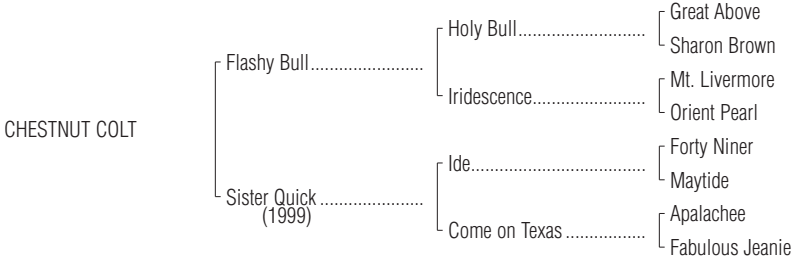 Great Above
Holy Bull..............................
Sharon Brown
Flashy Bull.......................
Mt. Livermore
Iridescence..........................
Orient Pearl
CHESTNUT COLT
Forty Niner
Ide.........................................
Maytide
Sister Quick .....................
(1999)
Apalachee
Come on Texas ................
Fabulous Jeanie